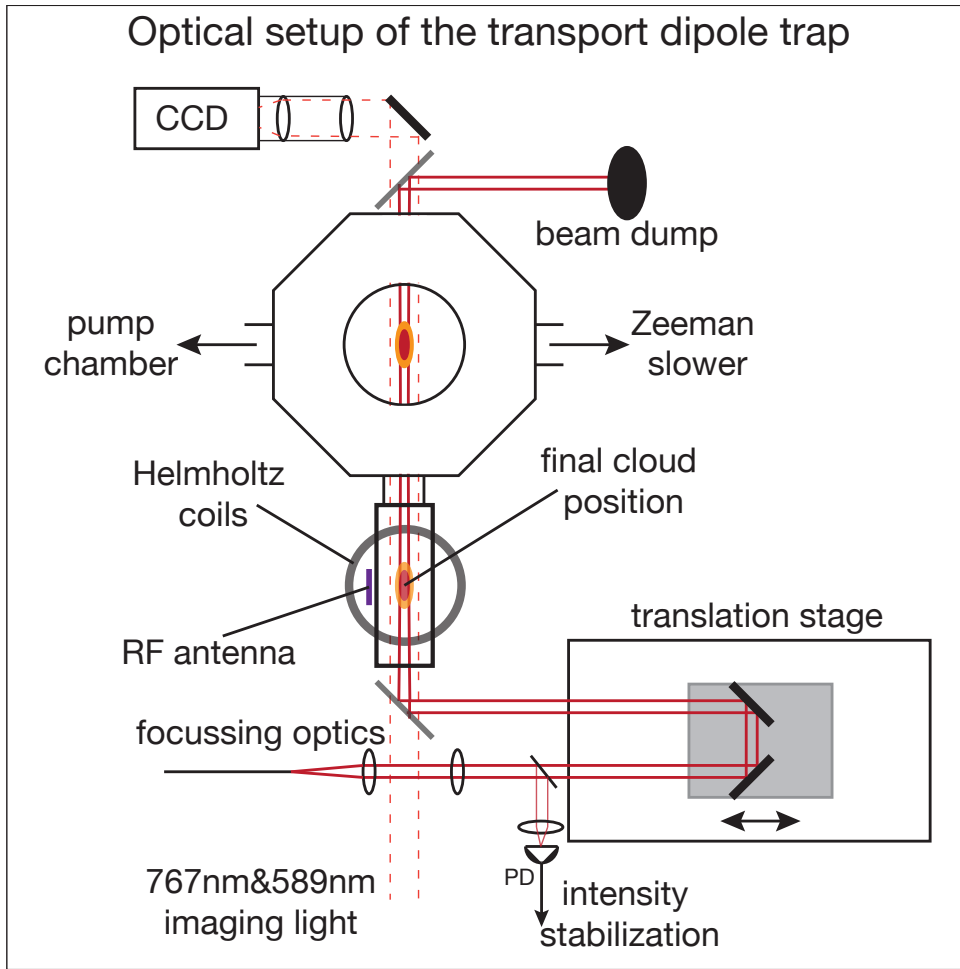 Optical setup of the transport dipole trap
CCD
beam dump
pump
chamber
Zeeman
slower
Helmholtz
coils
final cloud
position
RF antenna
translation stage
focussing optics
767nm&589nm
imaging light
PD
intensity
stabilization